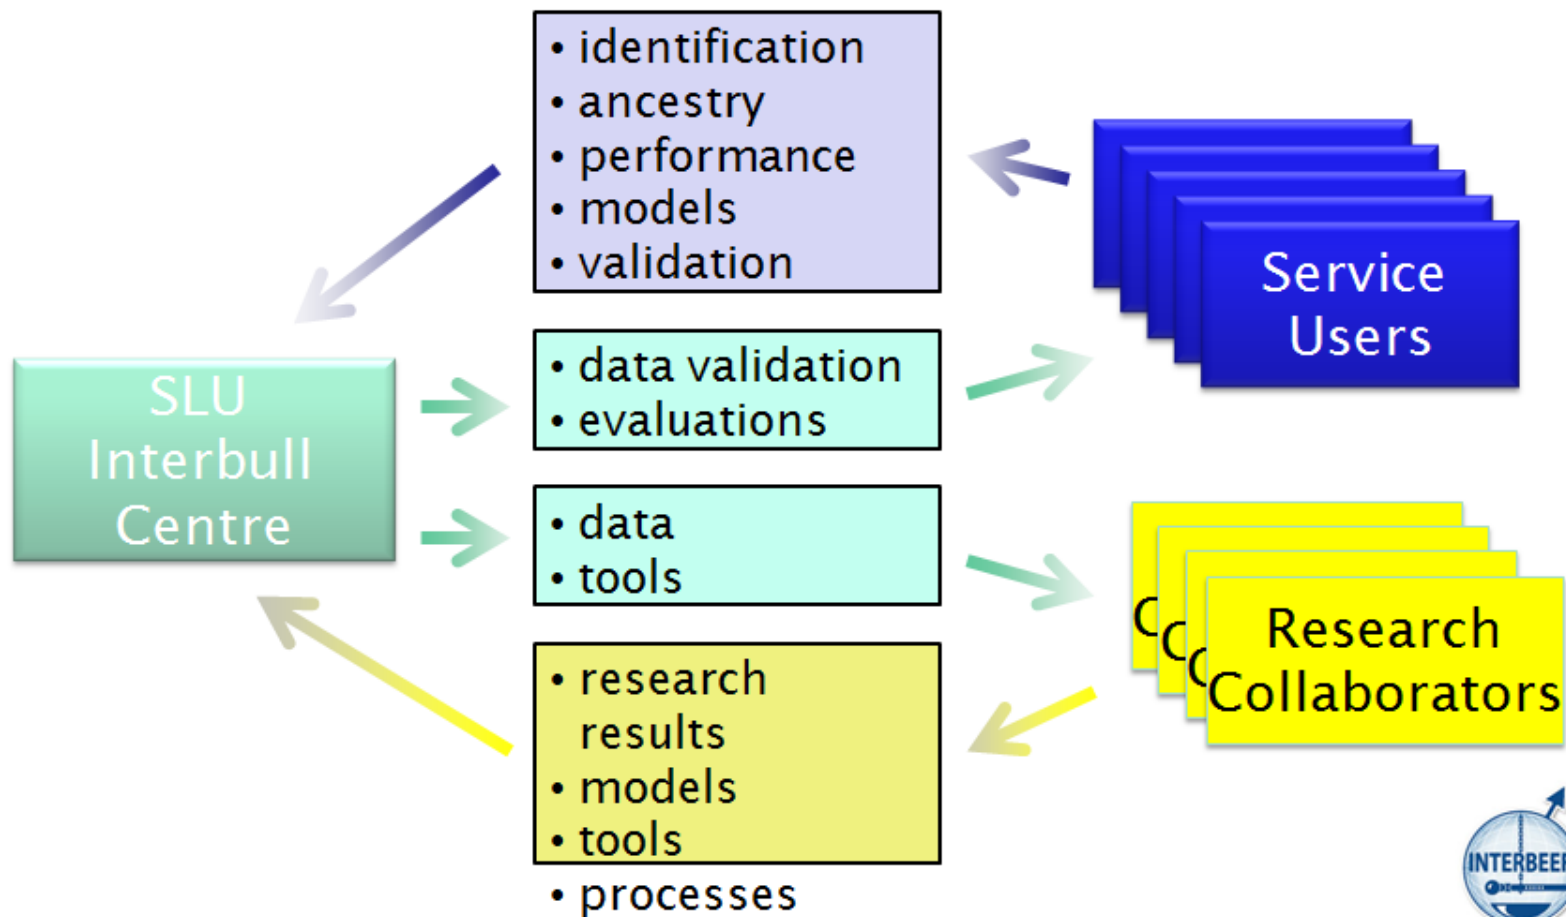 • identification
• ancestry
• performance
• models
• validation
Service
Users
SLU
Interbull
Centre
• data validation
• evaluations
• data
• tools
C
C
C
Research
Collaborators
• research
results
• models
• tools
• processes
INTERBEEF